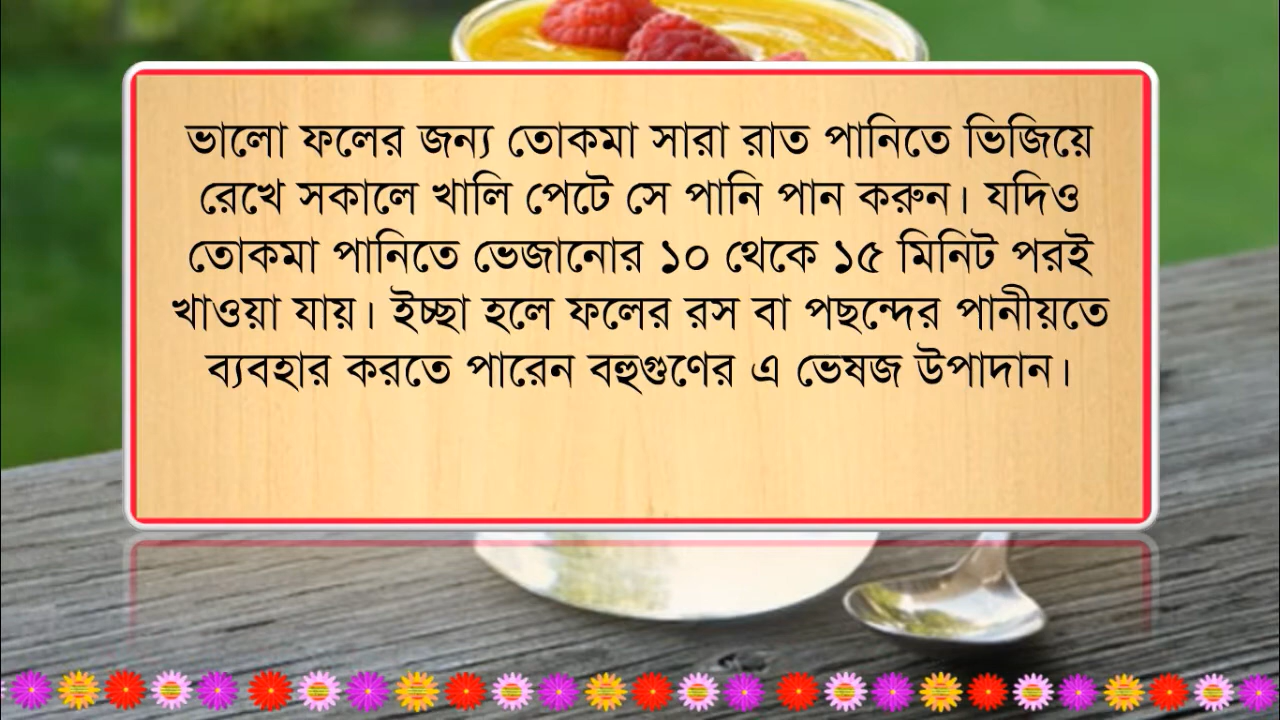 ভালো ফলের জন্য তোকমা সারা রাত পানিতে ভিজিয়ে
রেখে সকালে খালি পেটে সে পানি পান করুন। যদিও
তোকমা পানিতে ভেজানোর ১০ থেকে ১৫ মিনিট পরই
খাওয়া যায়। ইচ্ছা হলে ফলের রস বা পছন্দের পানীয়তে
ব্যবহার করতে পারেন বহুগুণের এ ভেষজ উপাদান।